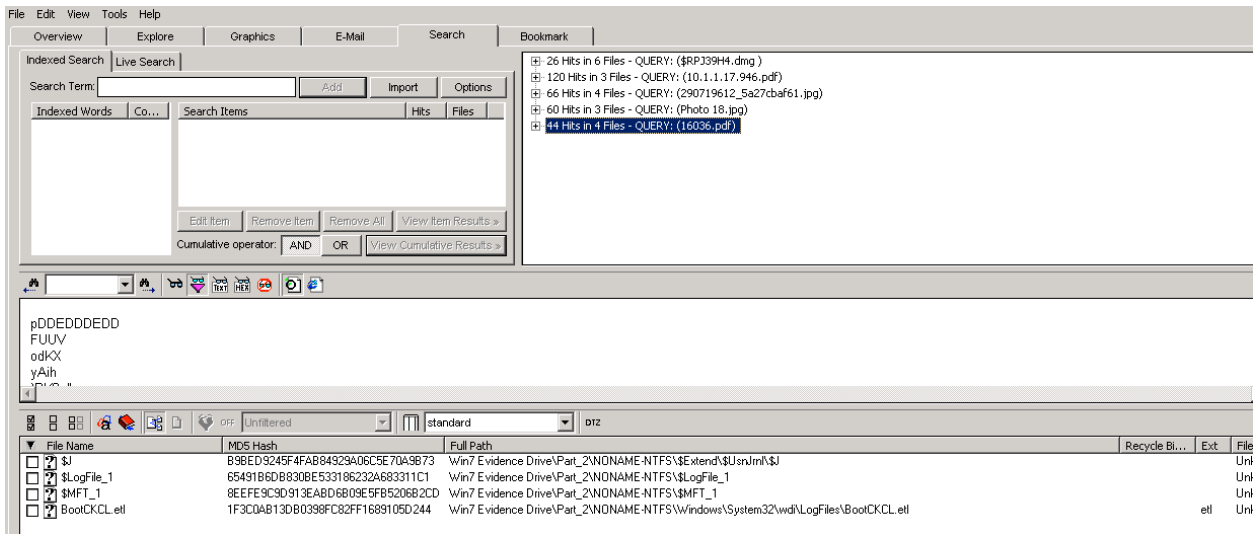 File Edit View Tools Help
Overview Explore Graphics E-Mail Search Bookmark
Indexed Search Live Search
Search Term: Add Import Options
Indexed Words Co... Search Items Hits Files
Edit Item Remove Item Remove All View Item Results »
Cumulative operator: AND OR View Cumulative Results »
26 Hits in 6 Files - QUERY: ($RPJ39H4.dmg )
120 Hits in 3 Files - QUERY: (10.1.1.17.946.pdf)
66 Hits in 4 Files - QUERY: (290719612_5a27cbaf61.jpg)
60 Hits in 3 Files - QUERY: (Photo 18.jpg)
44 Hits in 4 Files - QUERY: (16036.pdf)
TEXT HEX
pDDEDDDEDD
FUUV
odKX
yAih
OFF Unfiltered standard DTZ
File Name MD5 Hash Full Path Recycle Bi... Ext File
$J B9BED9245F4FAB84929A06C5E70A9B73 Win7 Evidence Drive\Part_2\NONAME-NTFS\$Extend\$UsnJrnl\$J Unl
$LogFile_1 65491B6DB830BE533186232A683311C1 Win7 Evidence Drive\Part_2\NONAME-NTFS\$LogFile_1 Unl
$MFT_1 8EEFE9C9D913EABD6B09E5FB5206B2CD Win7 Evidence Drive\Part_2\NONAME-NTFS\$MFT_1 Unl
BootCKCL.etl 1F3C0AB13DB0398FC82FF1689105D244 Win7 Evidence Drive\Part_2\NONAME-NTFS\Windows\System32\wdi\LogFiles\BootCKCL.etl etl Unl